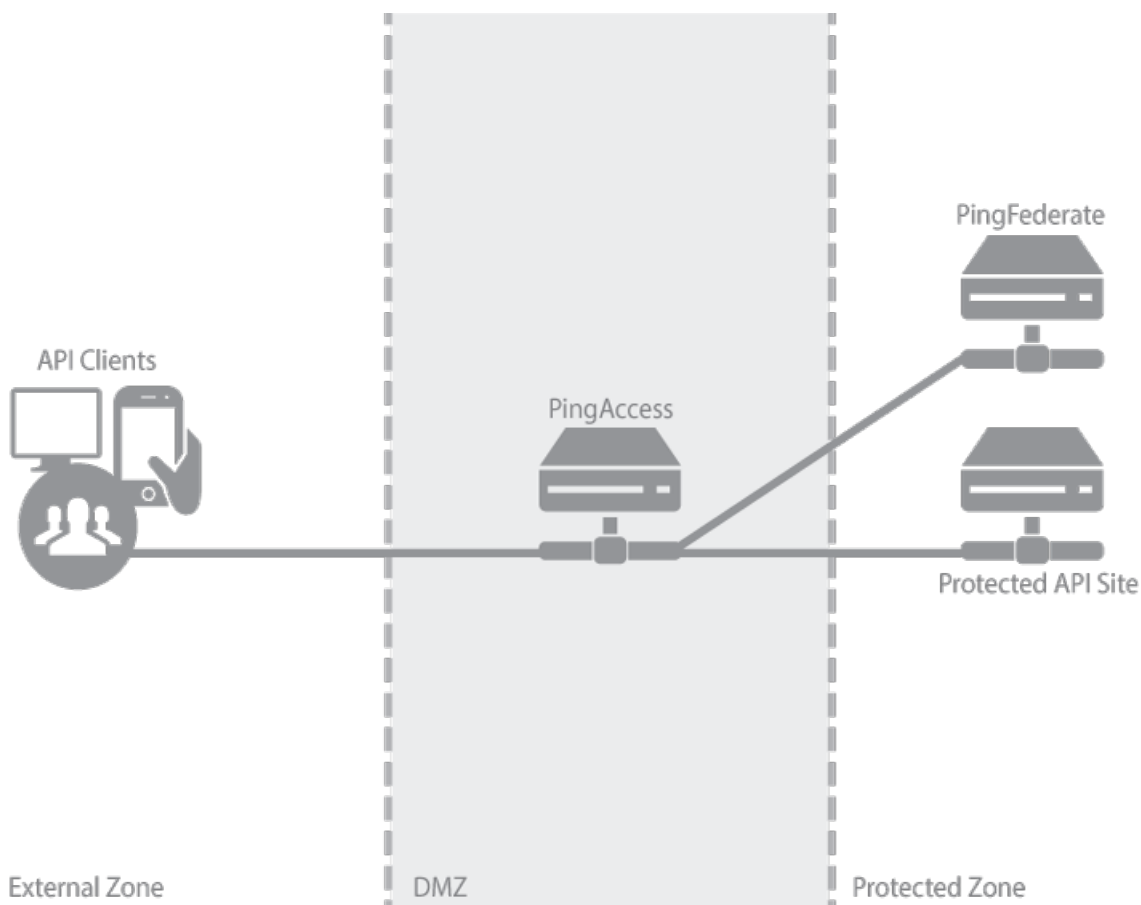 PingFederate
API Clients
PingAccess
Protected API Site
External Zone
DMZ
Protected Zone